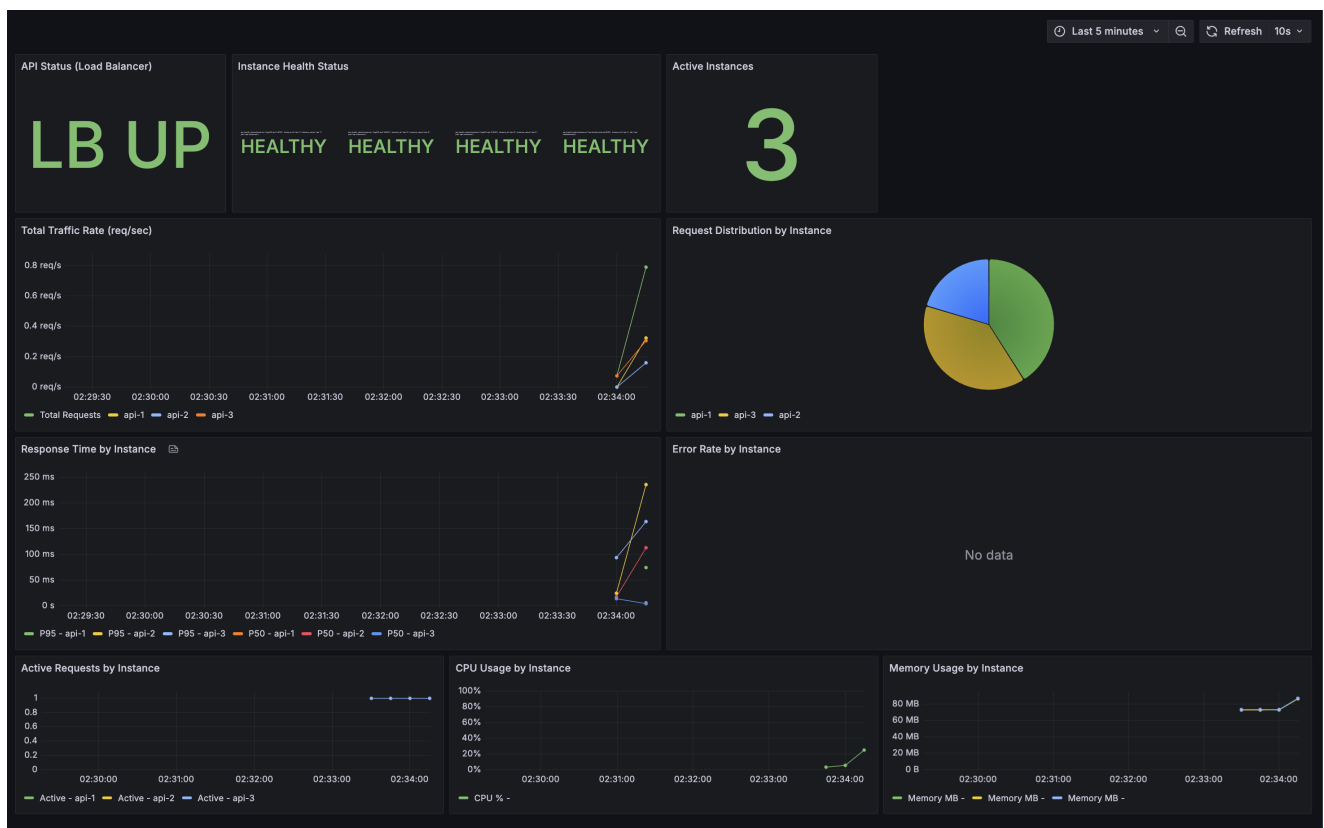 Last 5 minutes Refresh 10s
API Status (Load Balancer)
LB UP
Instance Health Status
HEALTHY HEALTHY HEALTHY HEALTHY
Active Instances
3
Total Traffic Rate (req/sec)
0.8 req/s
0.6 req/s
0.4 req/s
0.2 req/s
0 req/s
02:29:30 02:30:00 02:30:30 02:31:00 02:31:30 02:32:00 02:32:30 02:33:00 02:33:30 02:34:00
Total Requests api-1 api-2 api-3
Request Distribution by Instance
api-1 api-3 api-2
Response Time by Instance
250 ms
200 ms
150 ms
100 ms
50 ms
0 s
02:29:30 02:30:00 02:30:30 02:31:00 02:31:30 02:32:00 02:32:30 02:33:00 02:33:30 02:34:00
P95 - api-1 P95 - api-2 P95 - api-3 P50 - api-1 P50 - api-2 P50 - api-3
Error Rate by Instance
No data
Active Requests by Instance
1
0.8
0.6
0.4
0.2
0
02:30:00 02:31:00 02:32:00 02:33:00 02:34:00
Active - api-1 Active - api-2 Active - api-3
CPU Usage by Instance
100%
80%
60%
40%
20%
0%
02:30:00 02:31:00 02:32:00 02:33:00 02:34:00
CPU % -
Memory Usage by Instance
80 MB
60 MB
40 MB
20 MB
0 B
02:30:00 02:31:00 02:32:00 02:33:00 02:34:00
Memory MB - Memory MB - Memory MB -